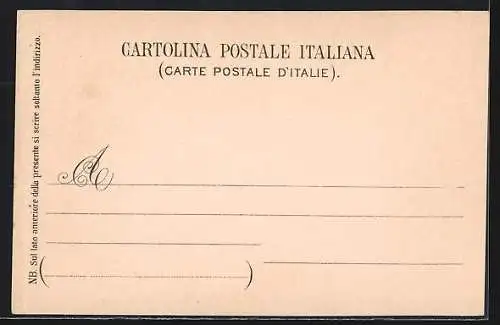 CARTOLINA POSTALE ITALIANA
(CARTE POSTALE D'ITALIE).
A
NB. Sul lato anteriore della presente si scrive soltanto l'indirizzo.